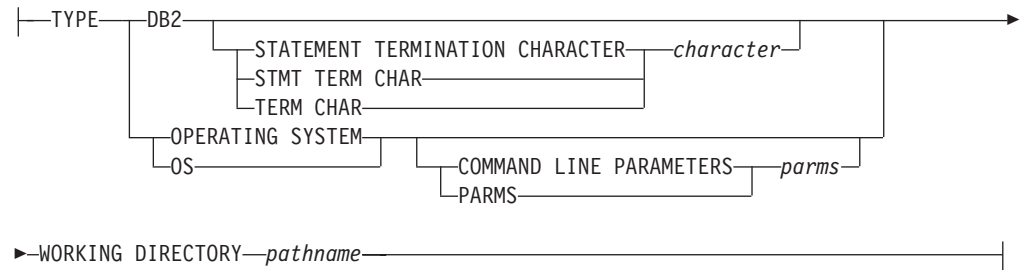 TYPE DB2
STATEMENT TERMINATION CHARACTER character
STMT TERM CHAR
TERM CHAR
OPERATING SYSTEM
OS
COMMAND LINE PARAMETERS parms
PARMS
WORKING DIRECTORY pathname